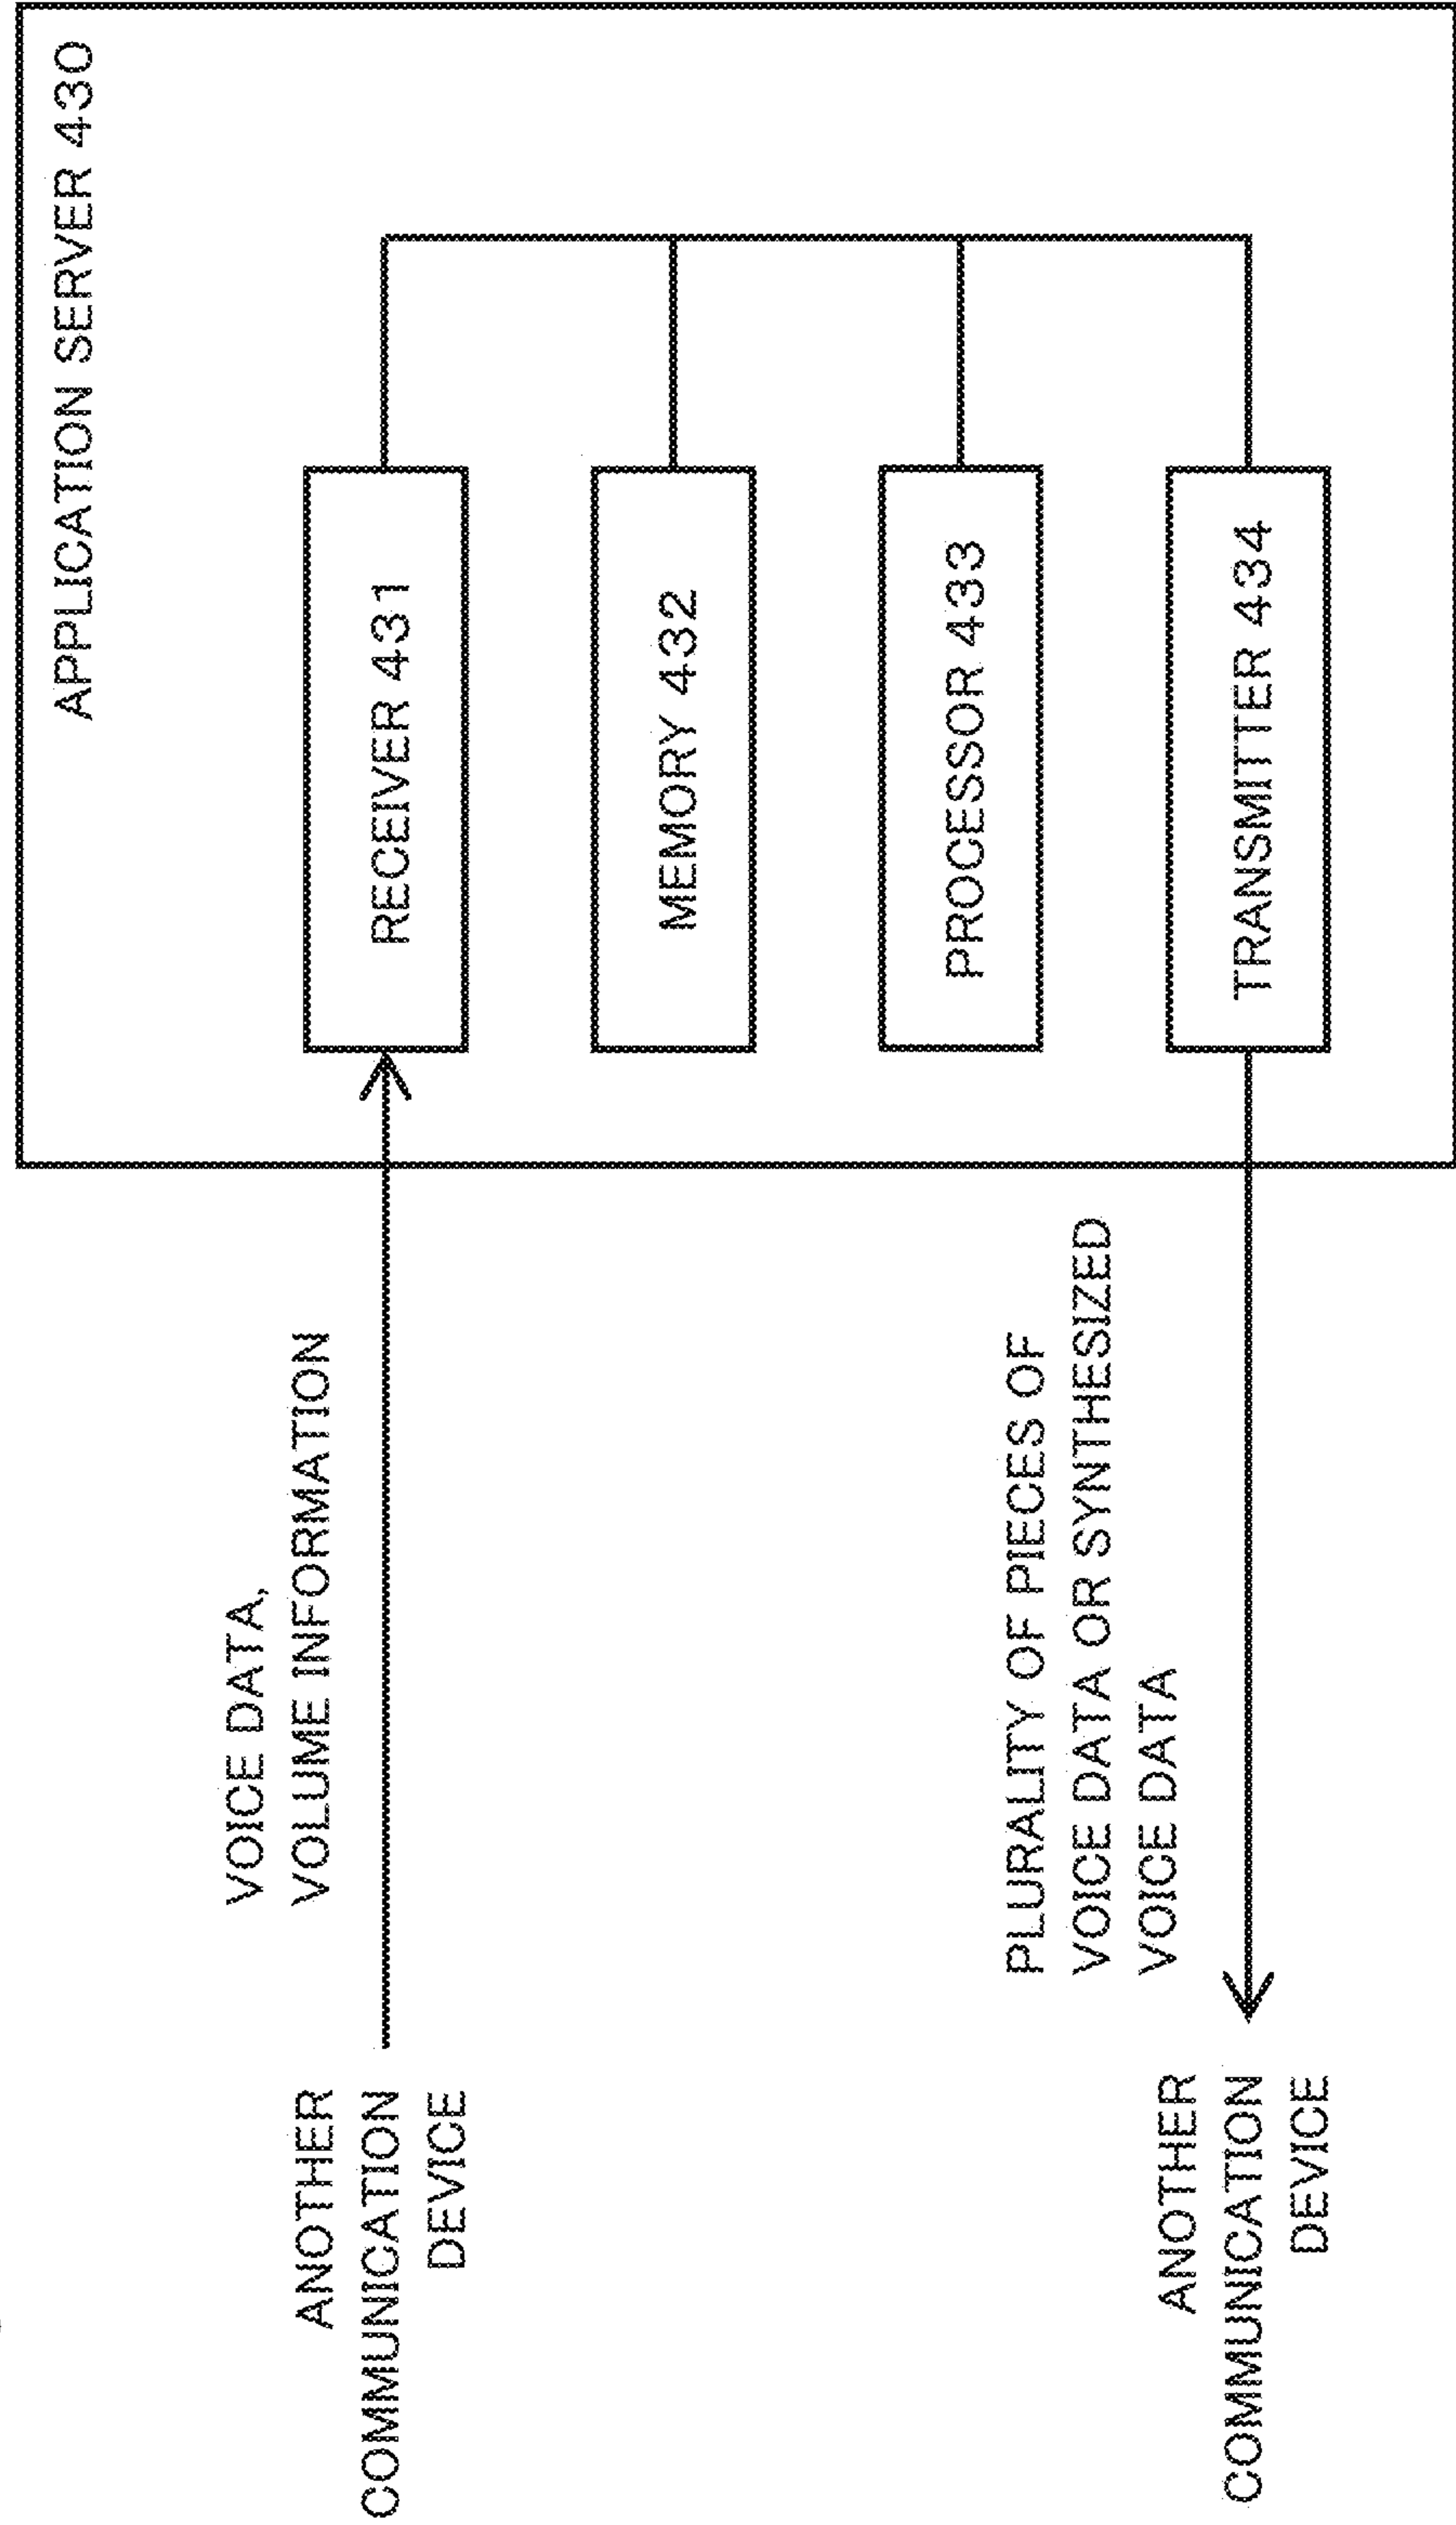 APPLICATION SERVER 430
ANOTHER
COMMUNICATION
DEVICE
VOICE DATA,
VOLUME INFORMATION
RECEIVER 431
MEMORY 432
PROCESSOR 433
ANOTHER
COMMUNICATION
DEVICE
PLURALITY OF PIECES OF
VOICE DATA OR SYNTHESIZED
VOICE DATA
TRANSMITTER 434